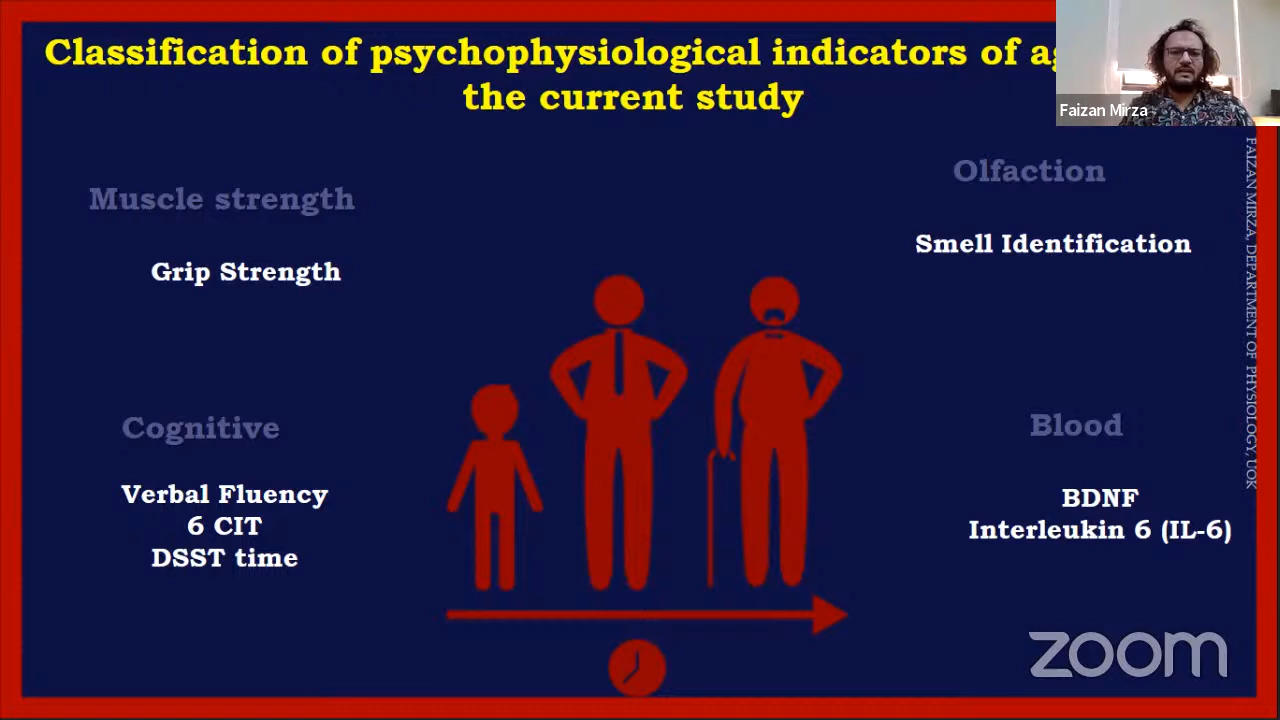 Classification of psychophysiological indicators of
the current study
Faizan Mirza
Muscle strength
Grip Strength
Olfaction
Smell Identification
Cognitive
Verbal Fluency
6 CIT
DSST time
Blood
BDNF
Interleukin 6 (IL-6)
FAIZAN MIRZA, DEPARTMENT OF PHYSIOLOGY, UOK
zoom